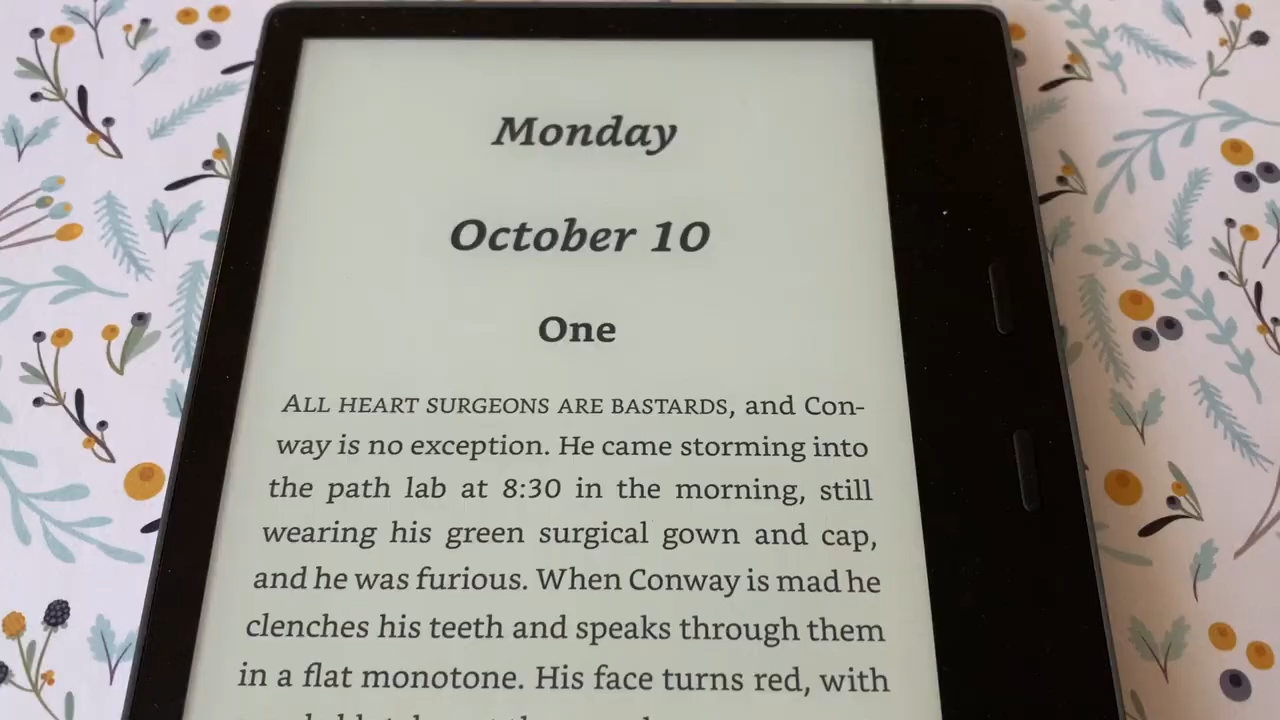 Monday
October 10
One
ALL HEART SURGEONS ARE BASTARDS, and Con-
way is no exception. He came storming into
the path lab at 8:30 in the morning, still
wearing his green surgical gown and cap,
and he was furious. When Conway is mad he
clenches his teeth and speaks through them
in a flat monotone. His face turns red, with